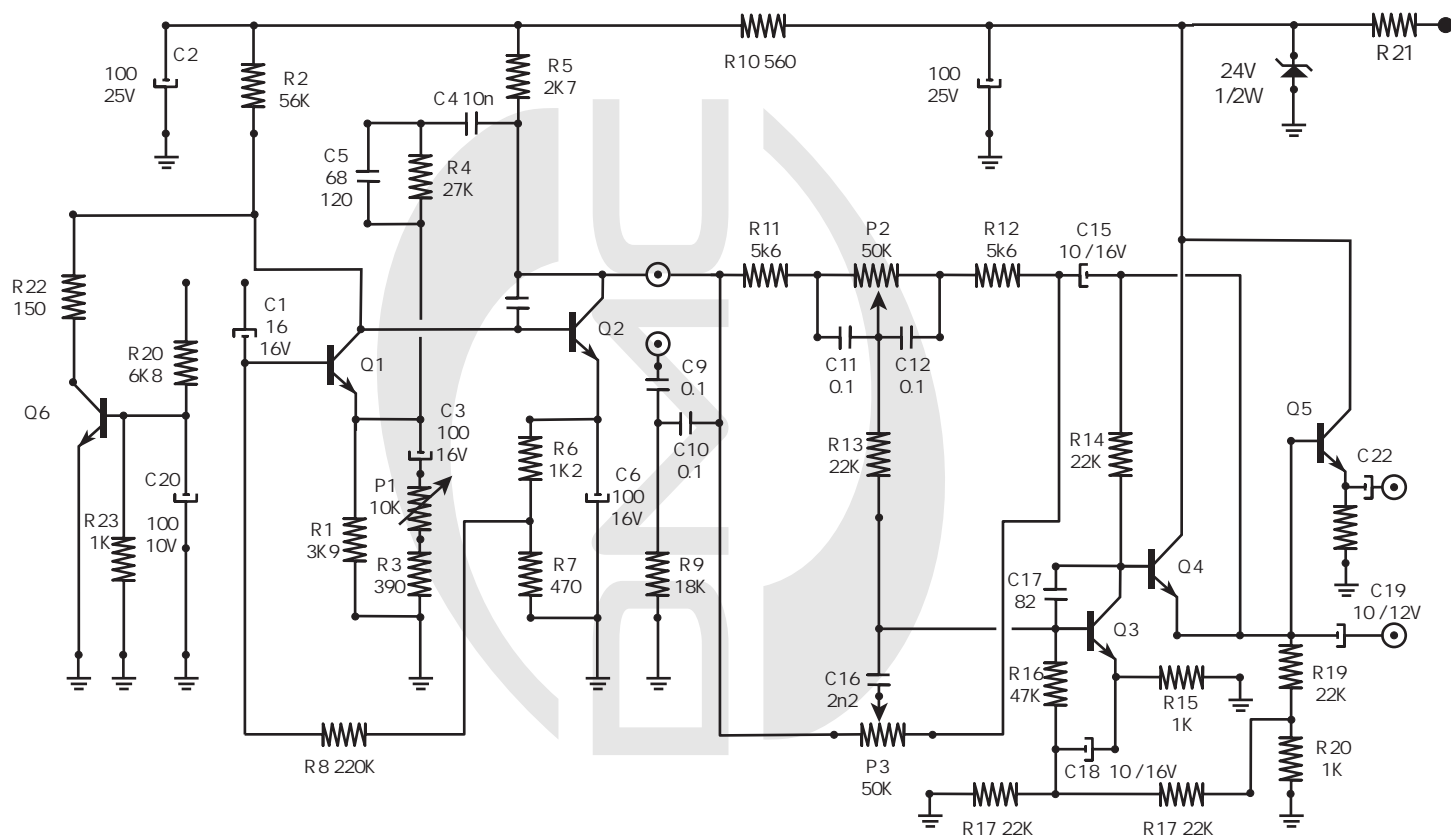 C2
100
25V
R2
56K
R5
2K7
C4 10n
R10 560
100
25V
24V
1/2W
R21
C5
68
120
R4
27K
R11
5k6
P2
50K
R12
5k6
C15
10 /16V
R22
150
C1
16
16V
R20
6K8
Q1
Q2
C9
0.1
C11
0.1
C12
0.1
Q6
C3
100
16V
R6
1K2
C10
0.1
R13
22K
R14
22K
Q5
C22
C20
100
10V
P1
10K
C6
100
16V
R23
1K
R1
3K9
R3
390
R7
470
R9
18K
C17
82
Q4
C19
10 /12V
Q3
C16
2n2
R16
47K
R15
1K
R19
22K
R8 220K
P3
50K
C18 10 /16V
R20
1K
R17 22K
R17 22K